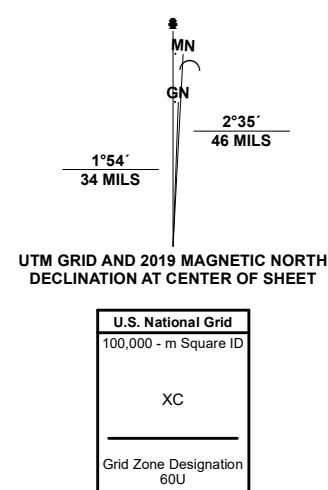 MN
GN
2°35´
46 MILS
1°54´
34 MILS
UTM GRID AND 2019 MAGNETIC NORTH
DECLINATION AT CENTER OF SHEET
U.S. National Grid
100,000 - m Square ID
XC
Grid Zone Designation
60U